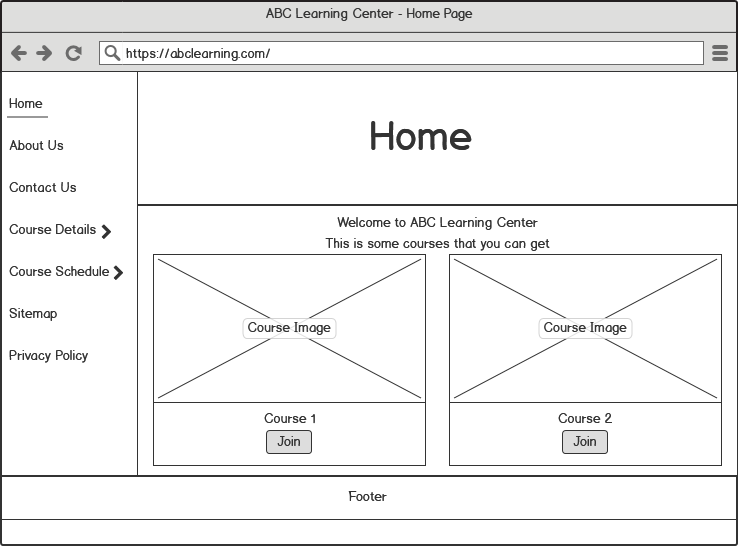 ABC Learning Center - Home Page
https://abclearning.com/
Home
About Us
Contact Us
Course Details
Course Schedule
Sitemap
Privacy Policy
Home
Welcome to ABC Learning Center
This is some courses that you can get
Course Image
Course 1
Join
Course Image
Course 2
Join
Footer